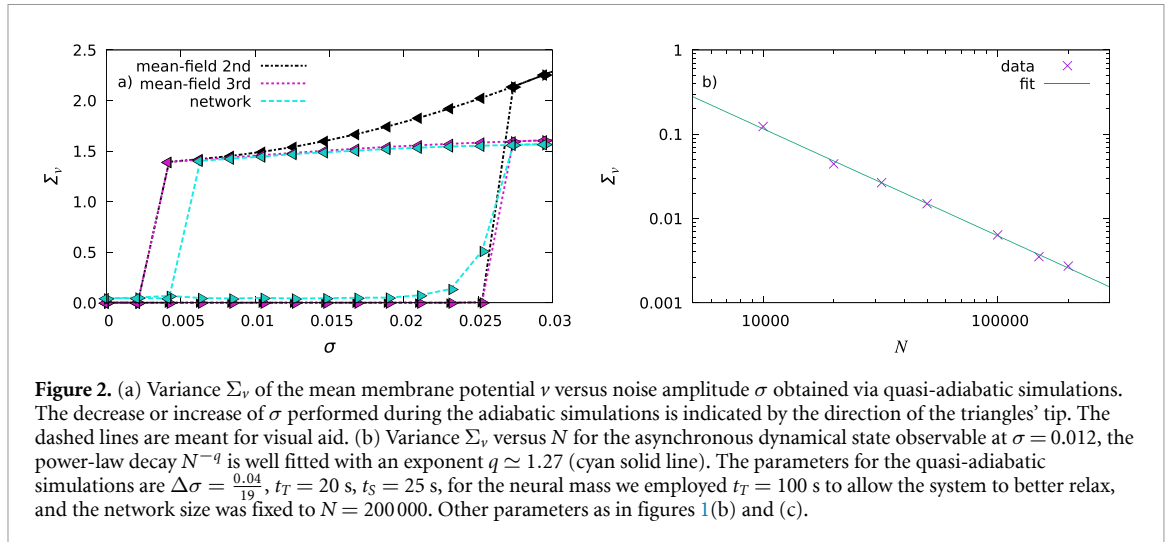 2.5
2.0
1.5
1.0
0.5
0.0
Σᵥ
a)
mean-field 2nd
mean-field 3rd
network
0
0.005
0.01
0.015
0.02
0.025
0.03
σ
1
0.1
0.01
0.001
Σᵥ
b)
data
fit
10000
100000
N
Figure 2. (a) Variance Σᵥ of the mean membrane potential v versus noise amplitude σ obtained via quasi-adiabatic simulations.
The decrease or increase of σ performed during the adiabatic simulations is indicated by the direction of the triangles’ tip. The
dashed lines are meant for visual aid. (b) Variance Σᵥ versus N for the asynchronous dynamical state observable at σ = 0.012, the
power-law decay N⁻q is well fitted with an exponent q ≃ 1.27 (cyan solid line). The parameters for the quasi-adiabatic
simulations are Δσ = 0.04/19, t_T = 20 s, t_S = 25 s, for the neural mass we employed t_T = 100 s to allow the system to better relax,
and the network size was fixed to N = 200 000. Other parameters as in figures 1(b) and (c).